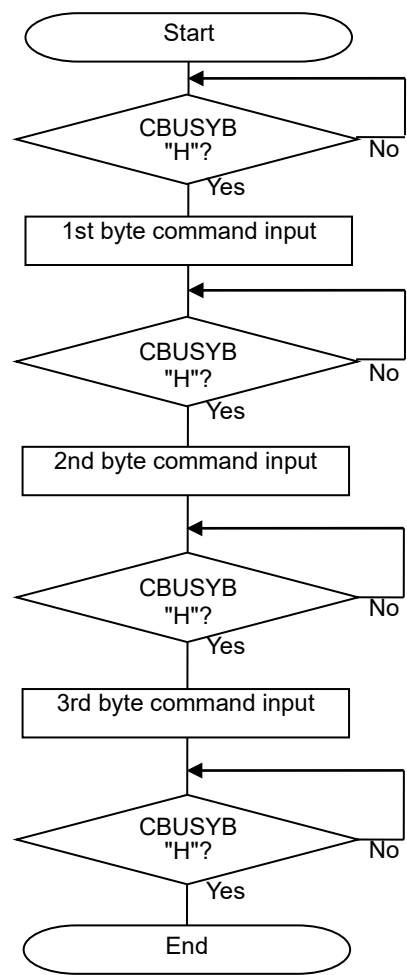 Start
CBUSYB
"H"?
No
Yes
1st byte command input
CBUSYB
"H"?
No
Yes
2nd byte command input
CBUSYB
"H"?
No
Yes
3rd byte command input
CBUSYB
"H"?
No
Yes
End